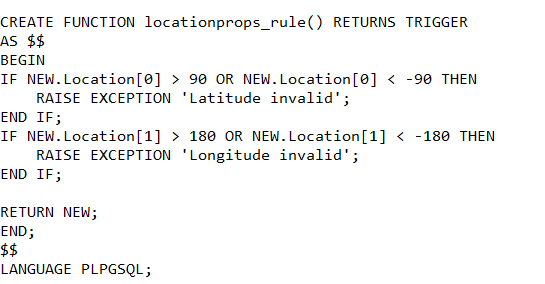 CREATE FUNCTION locationprops_rule() RETURNS TRIGGER
AS $$
BEGIN
IF NEW.Location[0] > 90 OR NEW.Location[0] < -90 THEN
    RAISE EXCEPTION 'Latitude invalid';
END IF;
IF NEW.Location[1] > 180 OR NEW.Location[1] < -180 THEN
    RAISE EXCEPTION 'Longitude invalid';
END IF;

RETURN NEW;
END;
$$
LANGUAGE PLPGSQL;